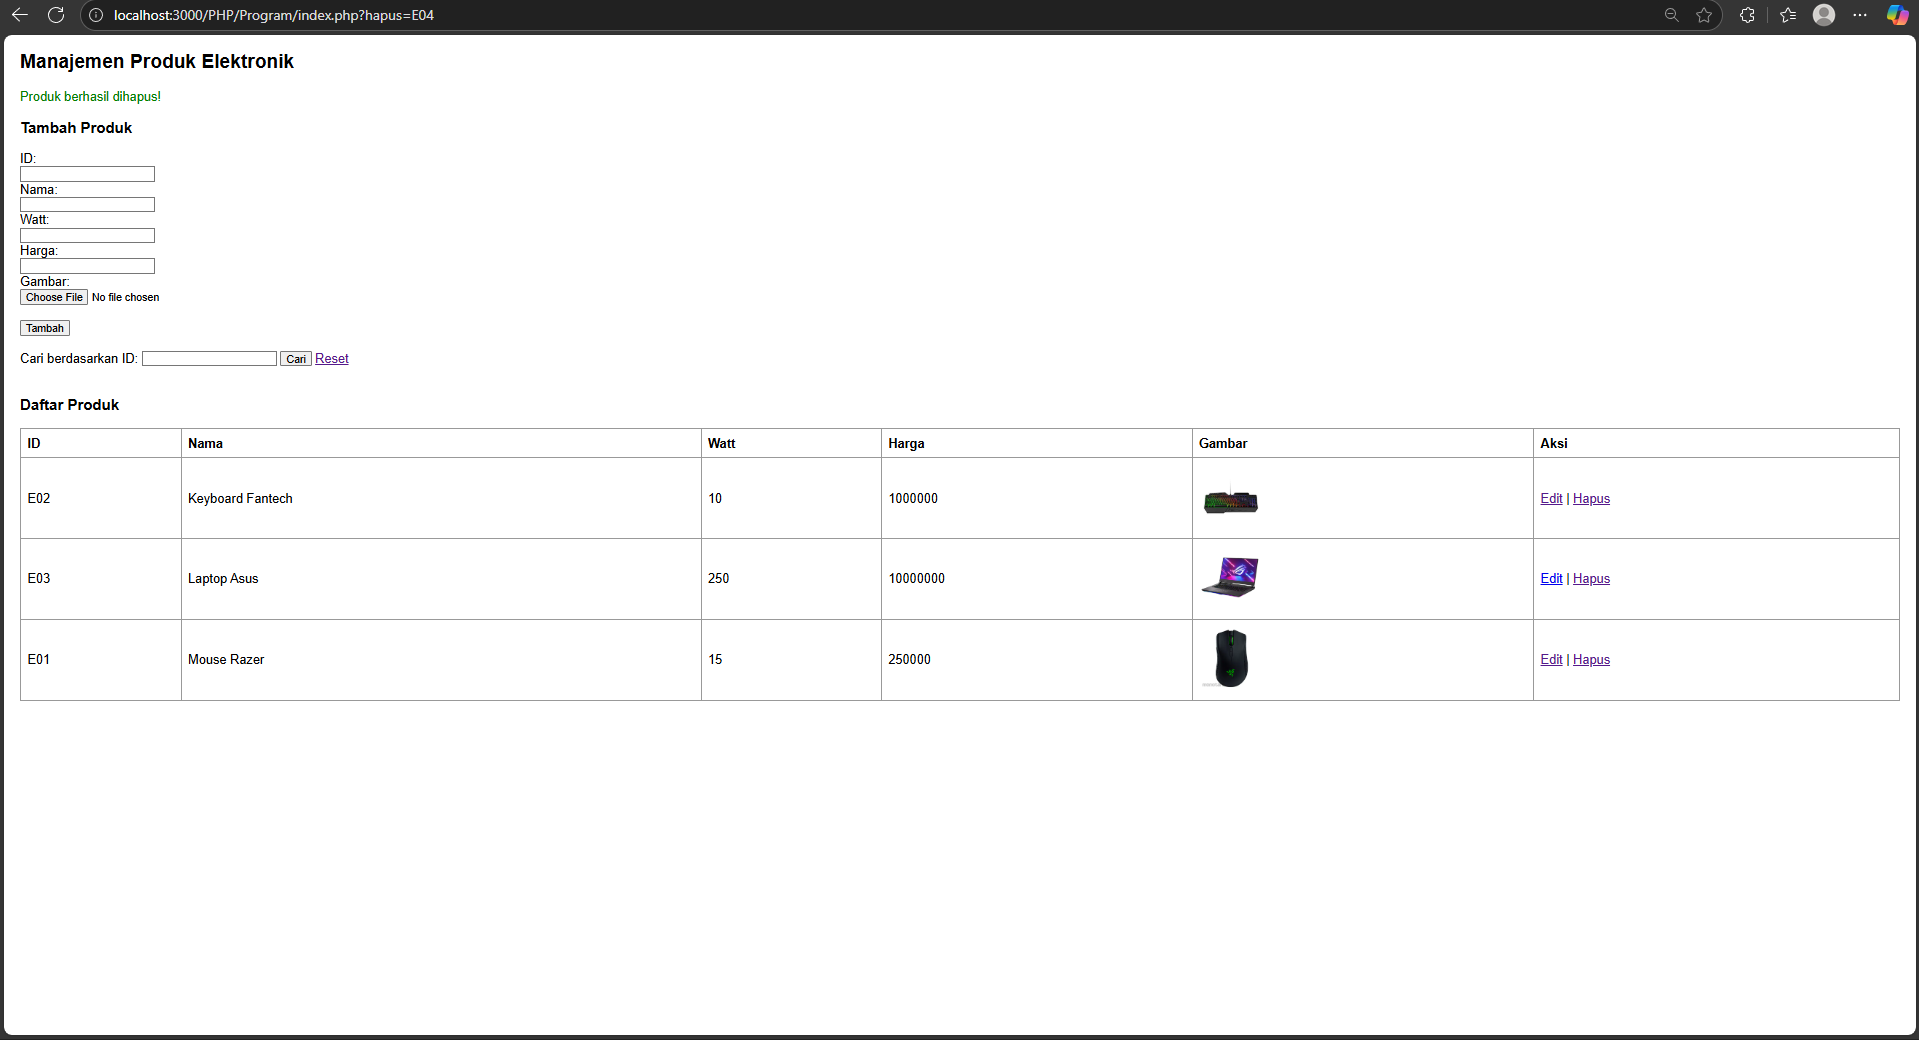 localhost:3000/PHP/Program/index.php?hapus=E04
Manajemen Produk Elektronik
Produk berhasil dihapus!
Tambah Produk
ID:
Nama:
Watt:
Harga:
Gambar:
Choose File No file chosen
Tambah
Cari berdasarkan ID: Cari Reset
Daftar Produk
ID Nama Watt Harga Gambar Aksi
E02 Keyboard Fantech 10 1000000 Edit | Hapus
E03 Laptop Asus 250 10000000 Edit | Hapus
E01 Mouse Razer 15 250000 Edit | Hapus